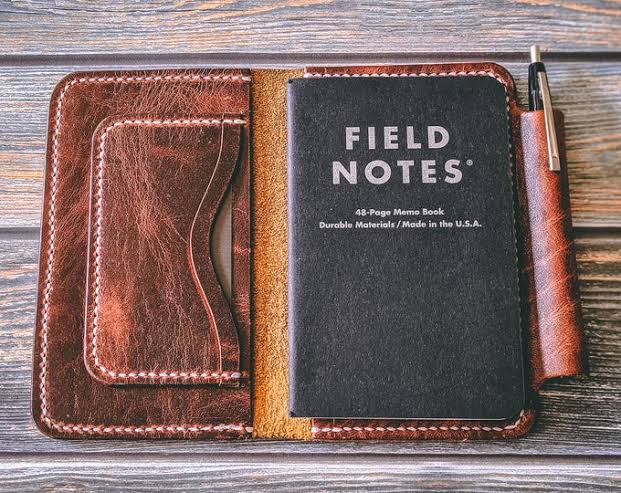 FIELD
NOTES®
48-Page Memo Book
Durable Materials / Made in the U.S.A.